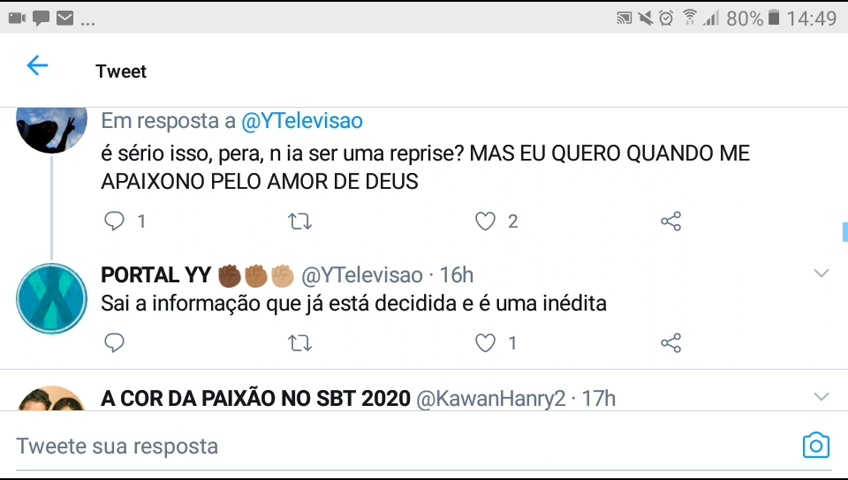 ... 80% 14:49
Tweet
Em resposta a @YTelevisao
é sério isso, pera, n ia ser uma reprise? MAS EU QUERO QUANDO ME
APAIXONO PELO AMOR DE DEUS
1 2
PORTAL YY ✊🏾✊🏽✊🏼 @YTelevisao · 16h
Sai a informação que já está decidida e é uma inédita
1
A COR DA PAIXÃO NO SBT 2020 @KawanHanry2 · 17h
Tweete sua resposta